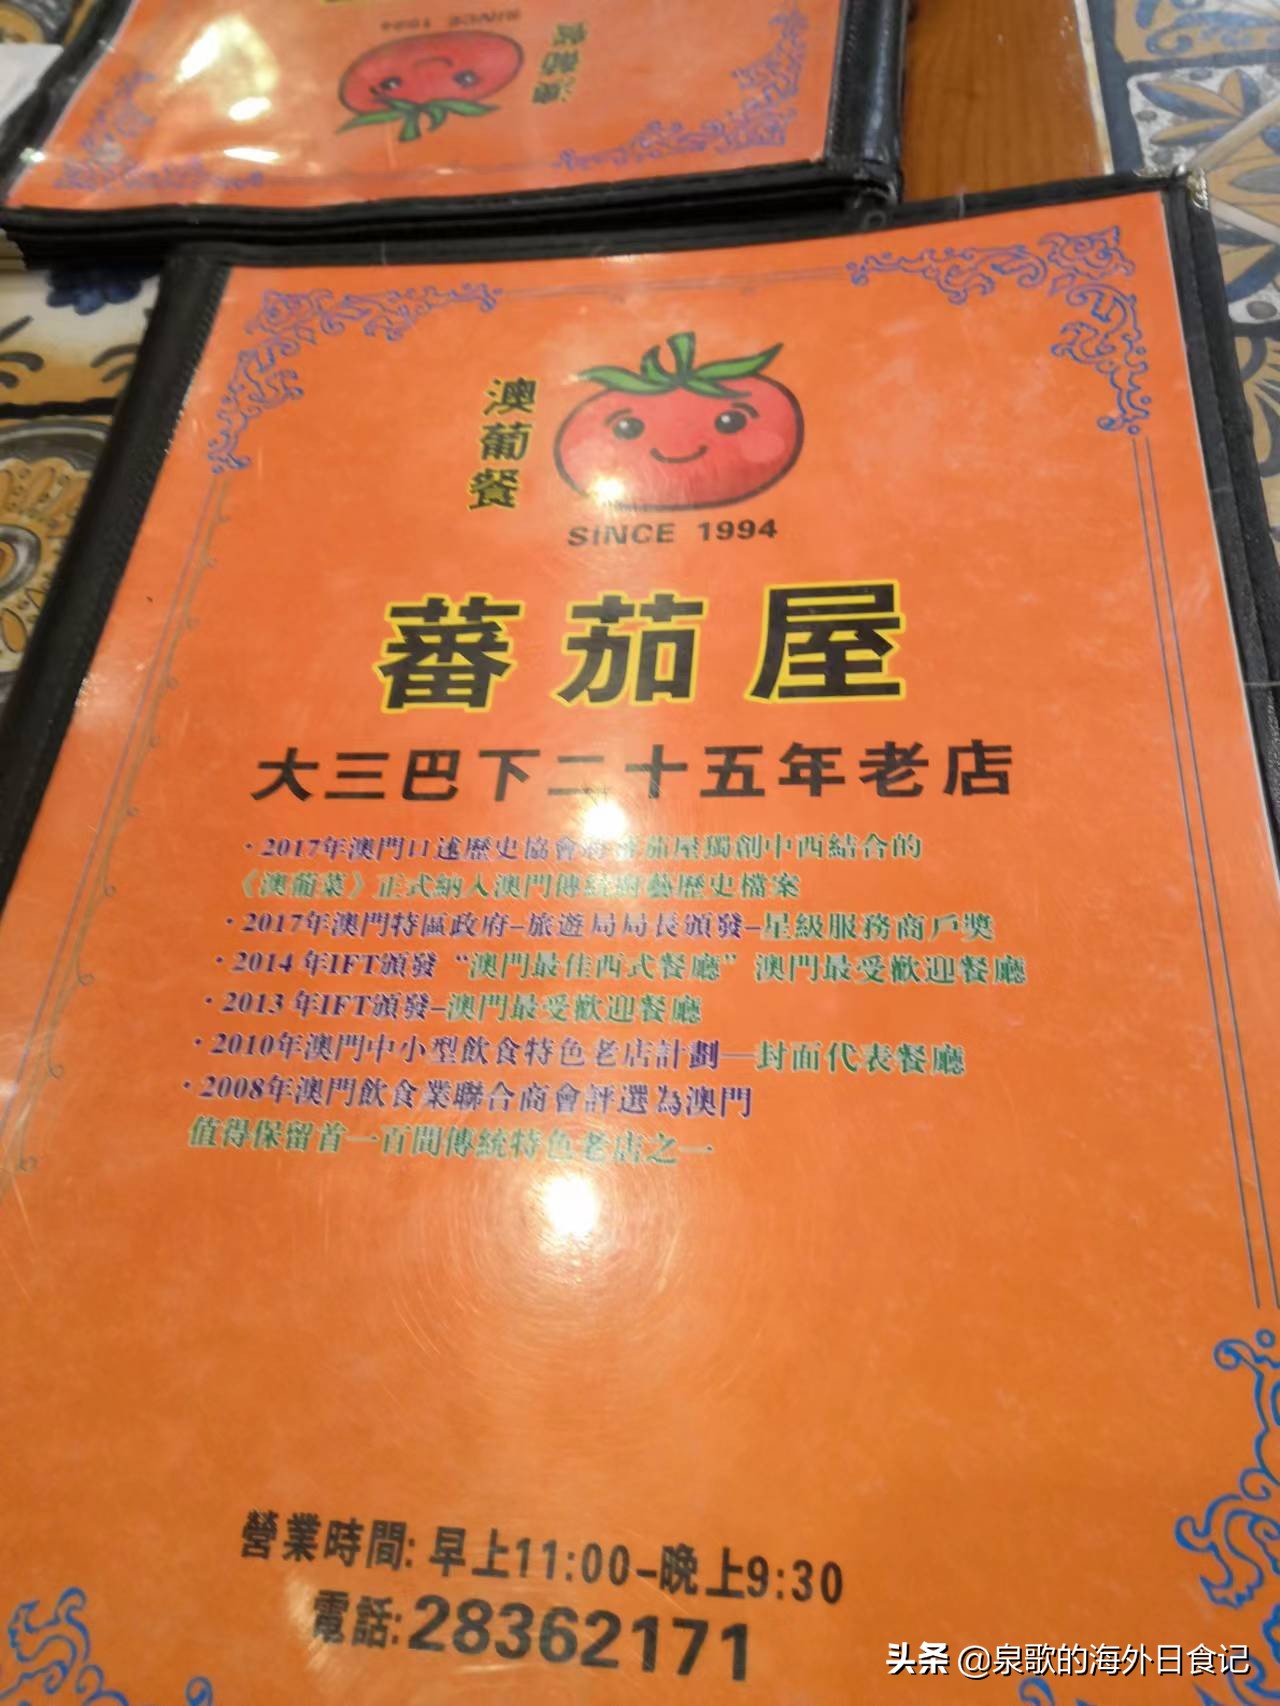 SINCE 1994
澳葡餐
澳葡餐
SINCE 1994
蕃茄屋
大三巴下二十五年老店
·2017年澳門口述歷史協會將蕃茄屋獨創中西結合的
《澳葡菜》正式納入澳門傳統廚藝歷史檔案
·2017年澳門特區政府-旅遊局局長頒發-星級服務商戶獎
·2014年IFT頒發“澳門最佳西式餐廳”澳門最受歡迎餐廳
·2013年IFT頒發-澳門最受歡迎餐廳
·2010年澳門中小型飲食特色老店計劃—封面代表餐廳
·2008年澳門飲食業聯合商會評選為澳門
值得保留首一百間傳統特色老店之一
營業時間:早上11:00-晚上9:30
電話:28362171
头条 @泉歌的海外日食记